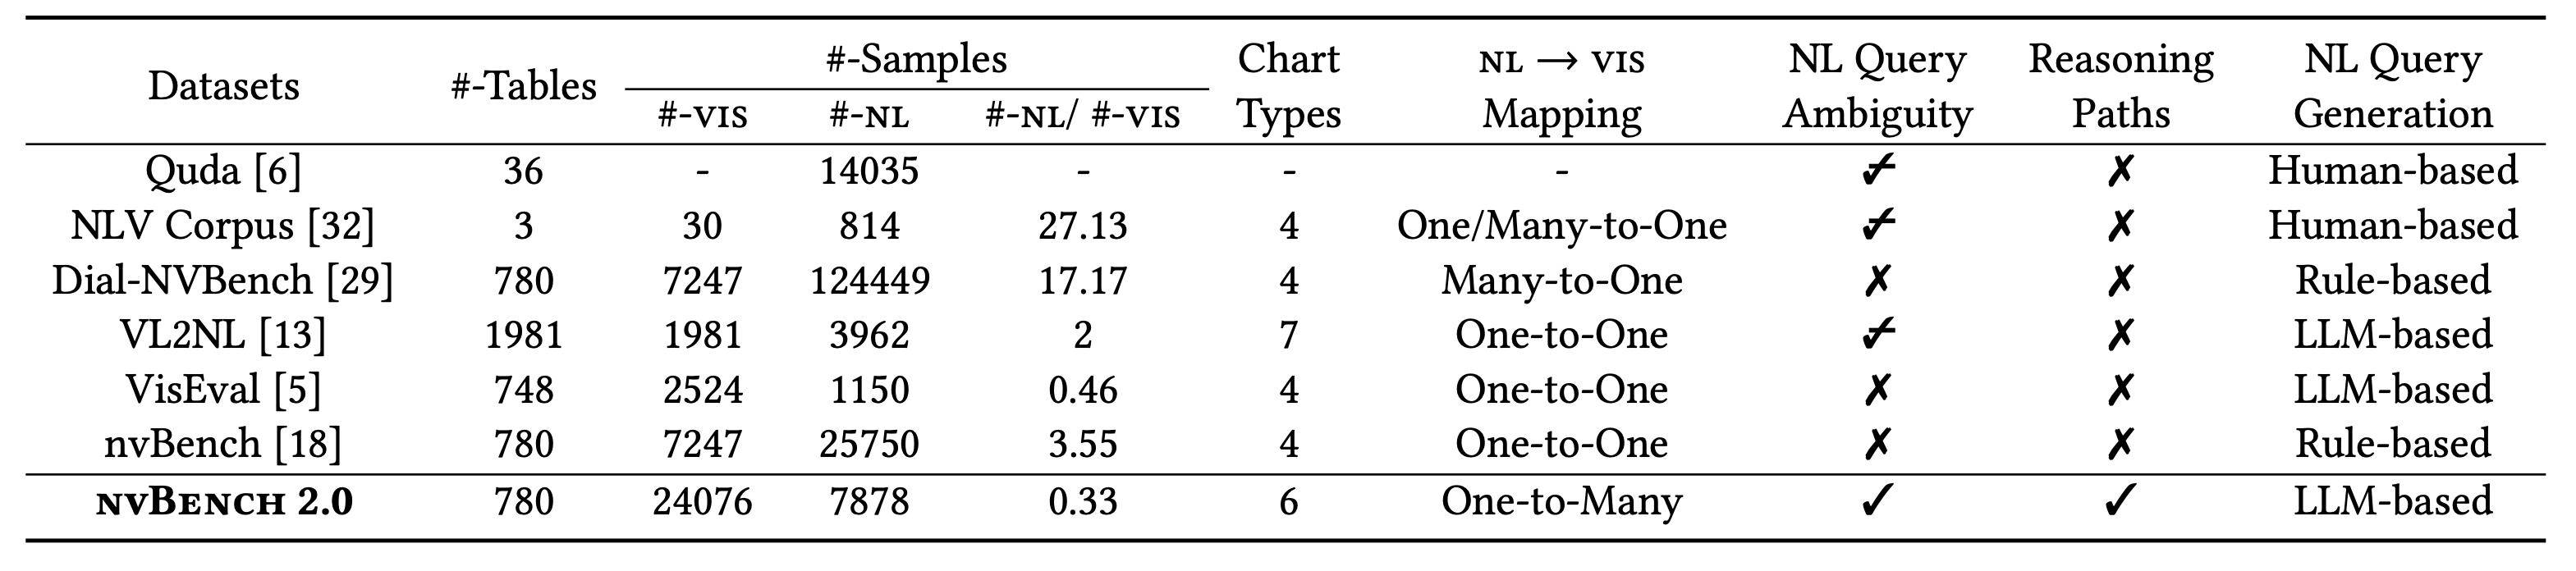 Datasets #-Tables #-Samples Chart Types NL → VIS Mapping NL Query Ambiguity Reasoning Paths NL Query Generation
#-VIS #-NL #-NL/ #-VIS
Quda [6] 36 - 14035 - - - ✓̶ ✗ Human-based
NLV Corpus [32] 3 30 814 27.13 4 One/Many-to-One ✓̶ ✗ Human-based
Dial-NVBench [29] 780 7247 124449 17.17 4 Many-to-One ✗ ✗ Rule-based
VL2NL [13] 1981 1981 3962 2 7 One-to-One ✓̶ ✗ LLM-based
VisEval [5] 748 2524 1150 0.46 4 One-to-One ✗ ✗ LLM-based
nvBench [18] 780 7247 25750 3.55 4 One-to-One ✗ ✗ Rule-based
NVBENCH 2.0 780 24076 7878 0.33 6 One-to-Many ✓ ✓ LLM-based